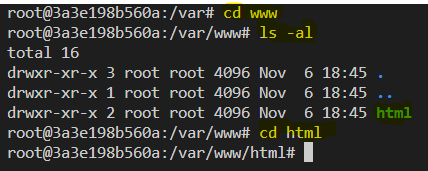 root@3a3e198b560a:/var# cd www
root@3a3e198b560a:/var/www# ls -al
total 16
drwxr-xr-x 3 root root 4096 Nov  6 18:45 .
drwxr-xr-x 1 root root 4096 Nov  6 18:45 ..
drwxr-xr-x 2 root root 4096 Nov  6 18:45 html
root@3a3e198b560a:/var/www# cd html
root@3a3e198b560a:/var/www/html#